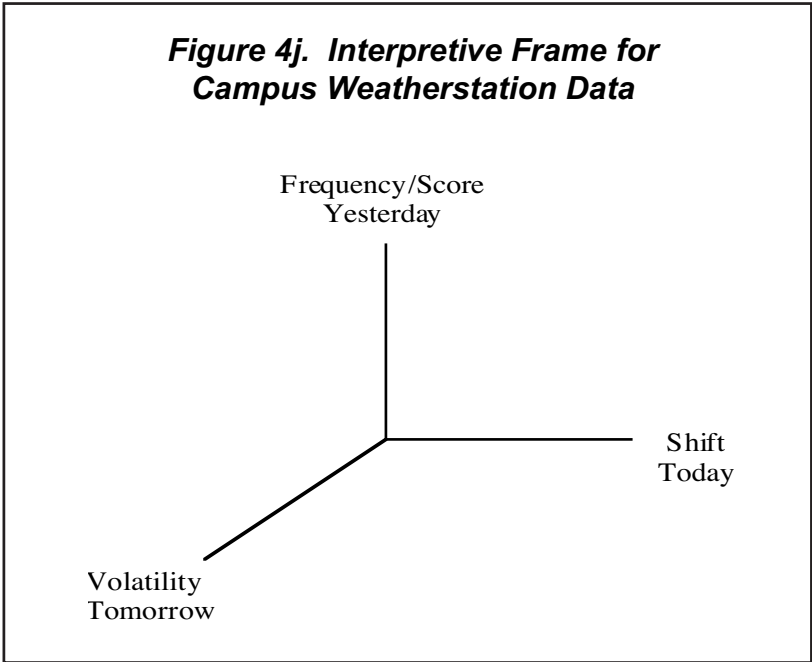 Figure 4j. Interpretive Frame for
Campus Weatherstation Data
Frequency/Score
Yesterday
Shift
Today
Volatility
Tomorrow